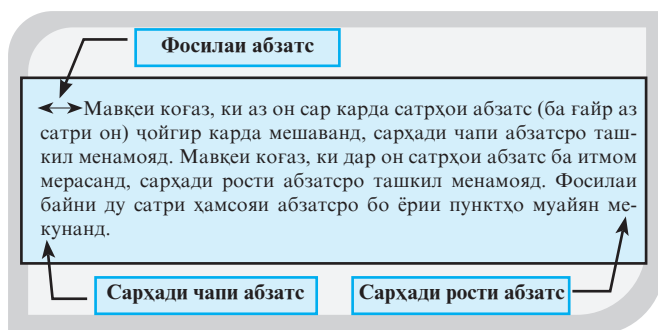 Фосилаи абзатс
Мавқеи коғаз, ки аз он сар карда сатрҳои абзатс (ба ғайр аз
сатри он) ҷойгир карда мешаванд, сарҳади чапи абзатсро таш-
кил менамояд. Мавқеи коғаз, ки дар он сатрҳои абзатс ба итмом
мерасанд, сарҳади рости абзатсро ташкил менамояд. Фосилаи
байни ду сатри ҳамсояи абзатсро бо ёрии пунктҳо муайян ме-
кунанд.
Сарҳади чапи абзатс
Сарҳади рости абзатс